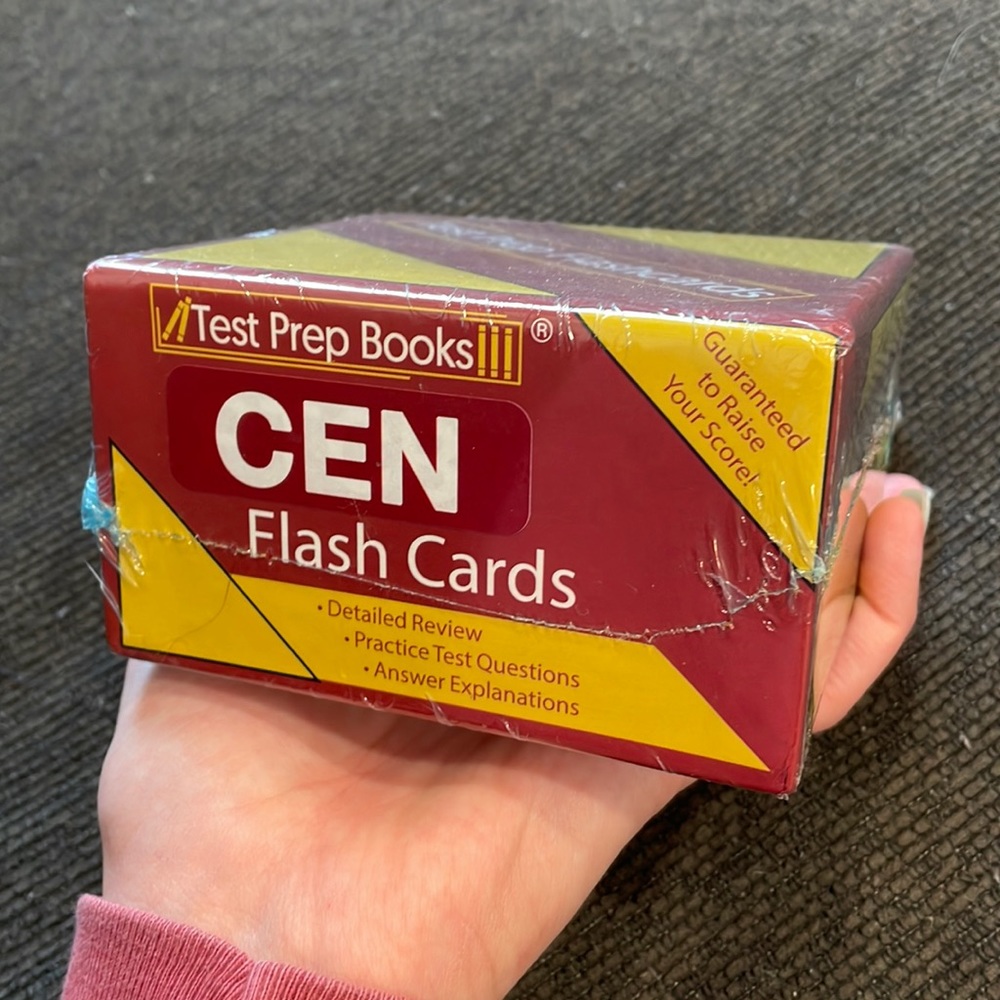 Test Prep Books®
CEN
Flash Cards
• Detailed Review
• Practice Test Questions
• Answer Explanations
Guaranteed
to Raise
Your Score!